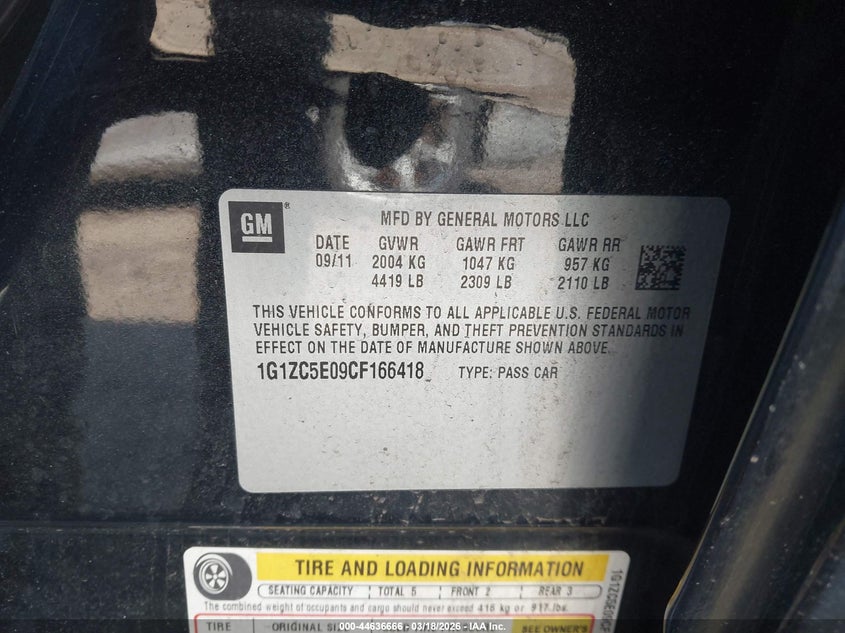 GM®
MFD BY GENERAL MOTORS LLC
DATE GVWR GAWR FRT GAWR RR
09/11 2004 KG 1047 KG 957 KG
4419 LB 2309 LB 2110 LB
THIS VEHICLE CONFORMS TO ALL APPLICABLE U.S. FEDERAL MOTOR
VEHICLE SAFETY, BUMPER, AND THEFT PREVENTION STANDARDS IN
EFFECT ON THE DATE OF MANUFACTURE SHOWN ABOVE.
1G1ZC5E09CF166418 TYPE: PASS CAR
TIRE AND LOADING INFORMATION
SEATING CAPACITY TOTAL 5 FRONT 2 REAR 3
The combined weight of occupants and cargo should never exceed 416 kg or 917 lbs.
TIRE ORIGINAL SEE OWNER'S
000-44636666 - 03/18/2026 - IAA Inc.